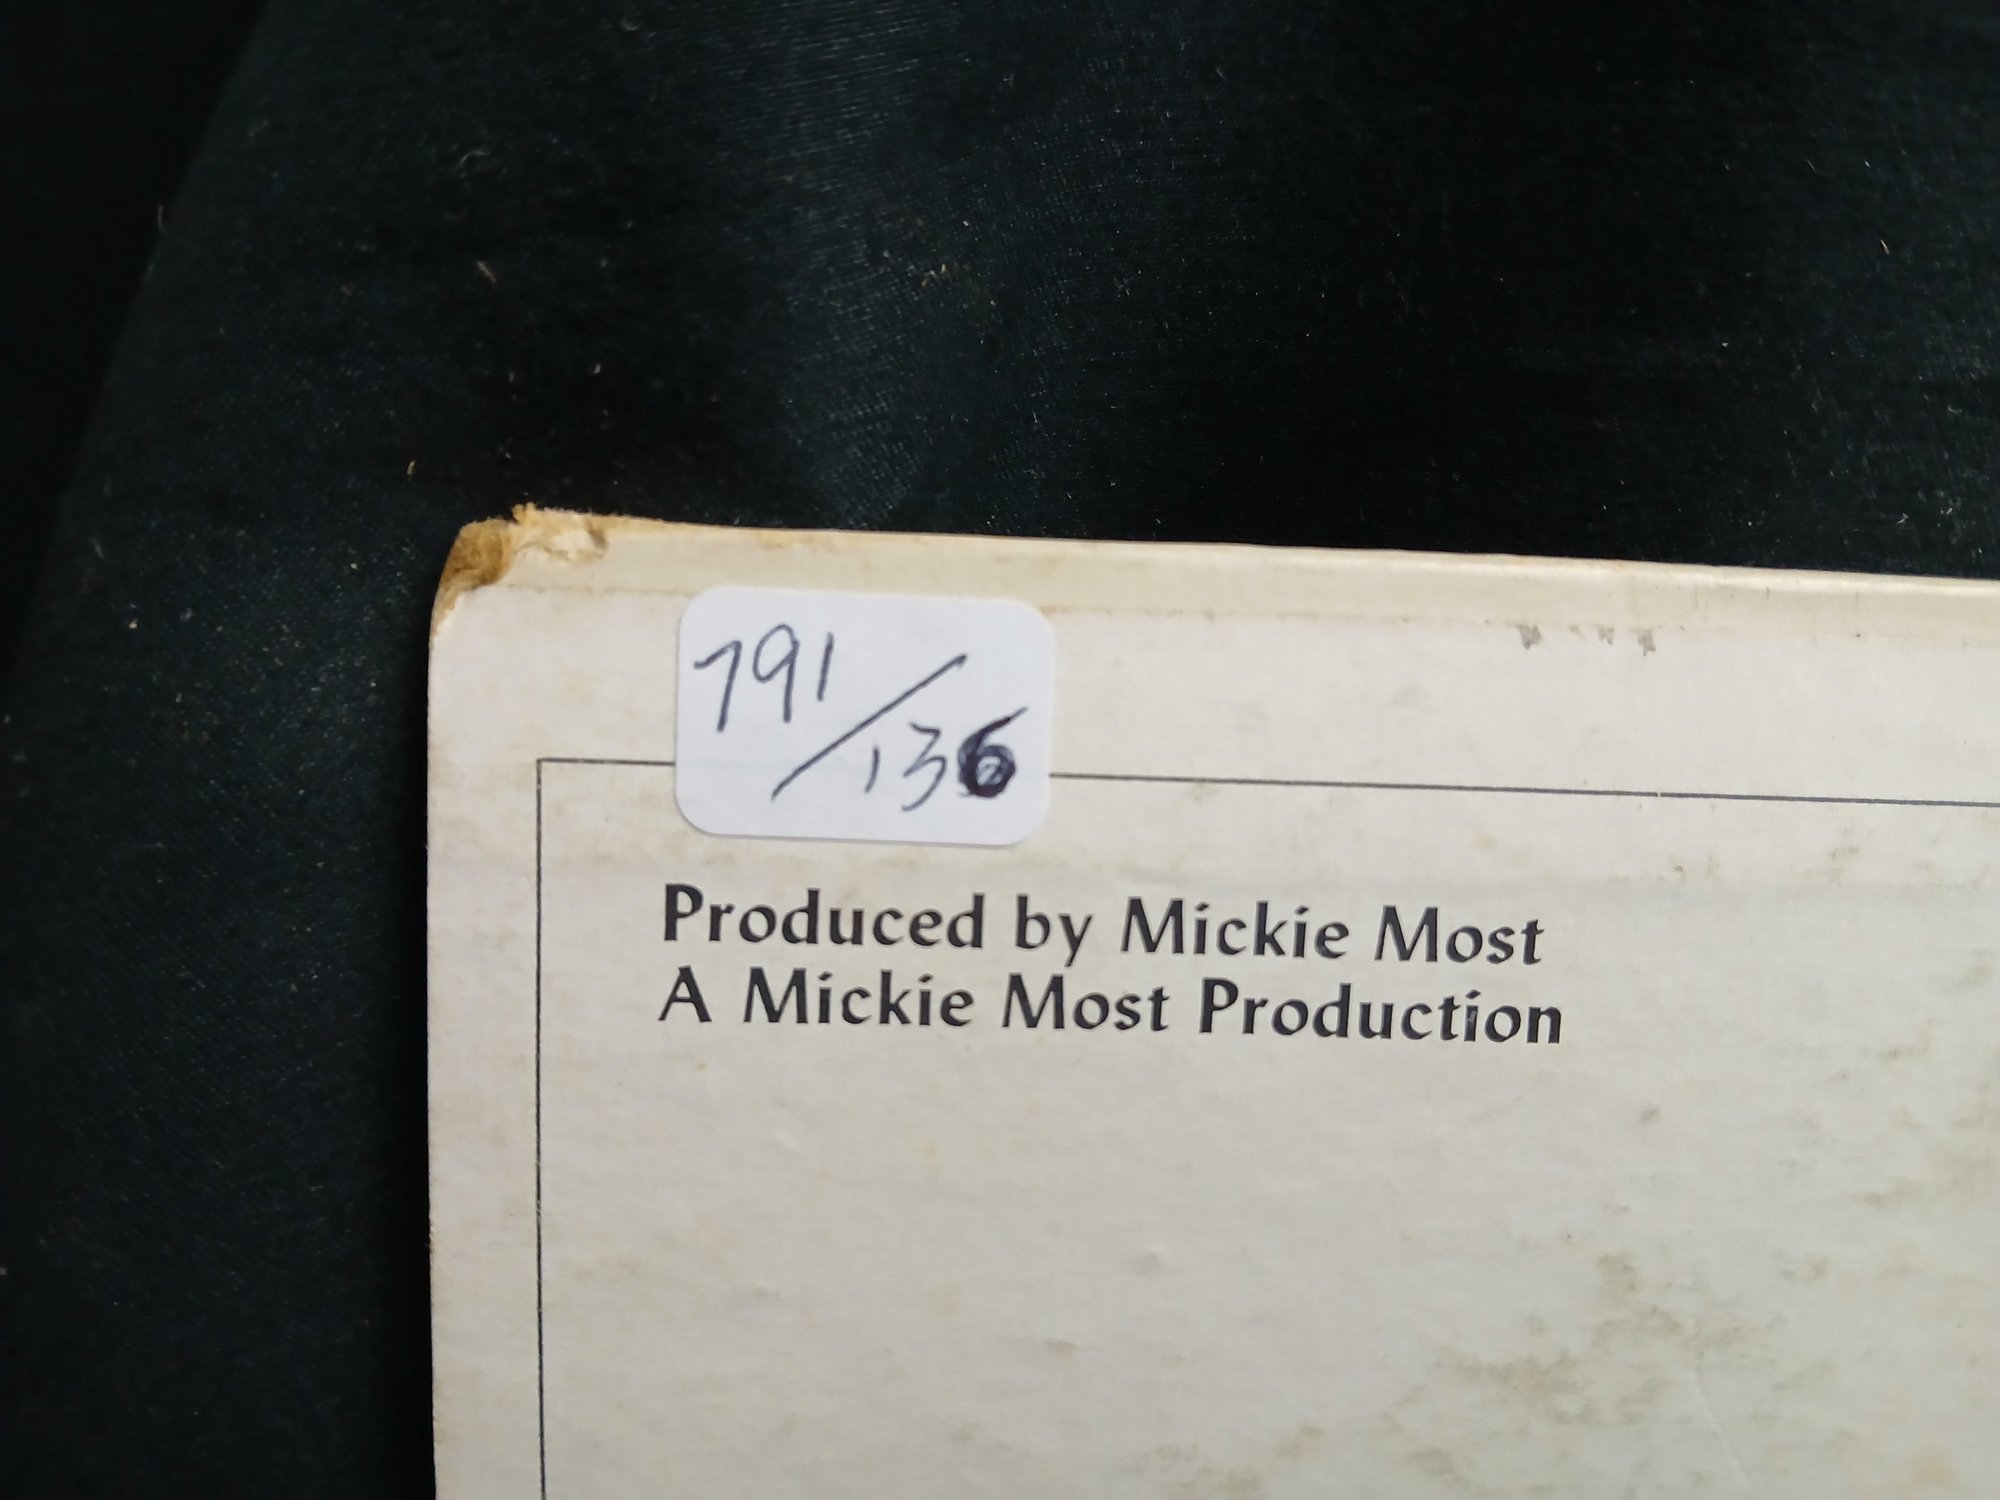 791/136
Produced by Mickie Most
A Mickie Most Production